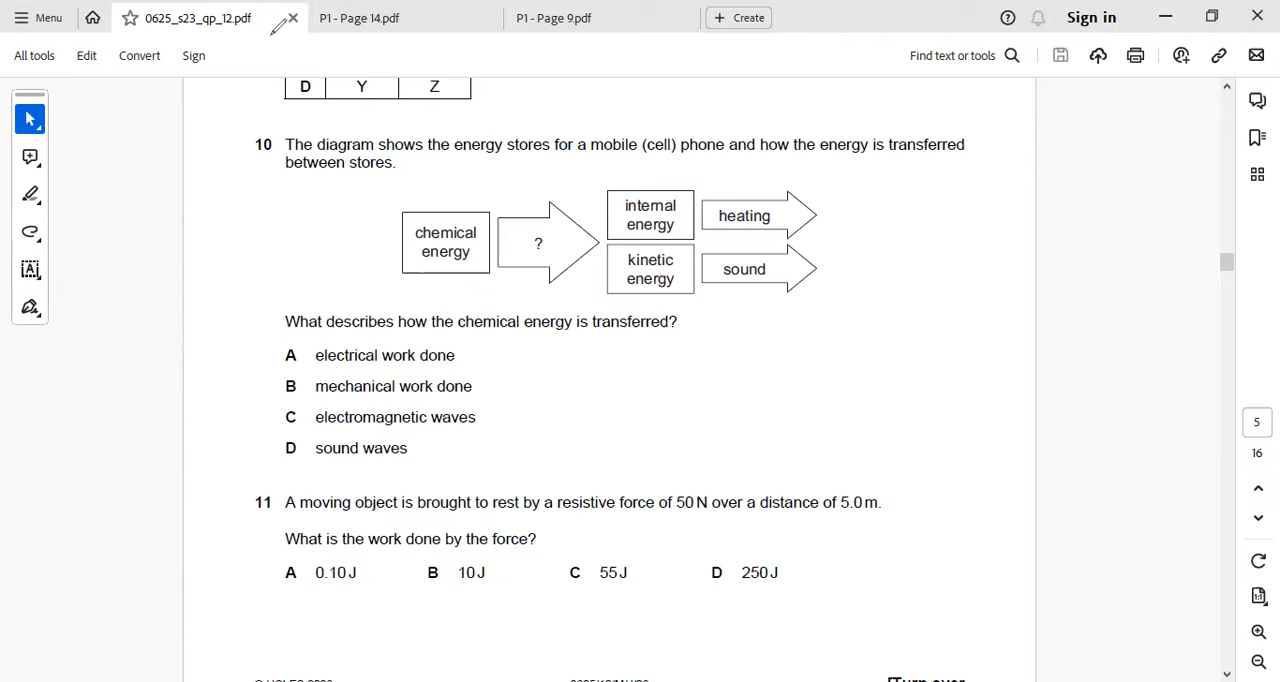 Menu
0625_s23_qp_12.pdf
P1 - Page 14.pdf
P1 - Page 9.pdf
+ Create
Sign in
All tools
Edit
Convert
Sign
Find text or tools
D Y Z
10 The diagram shows the energy stores for a mobile (cell) phone and how the energy is transferred
between stores.
chemical
energy
?
internal
energy
heating
kinetic
energy
sound
What describes how the chemical energy is transferred?
A electrical work done
B mechanical work done
C electromagnetic waves
D sound waves
11 A moving object is brought to rest by a resistive force of 50 N over a distance of 5.0 m.
What is the work done by the force?
A 0.10 J B 10 J C 55 J D 250 J
5
16
1:1
[Turn over